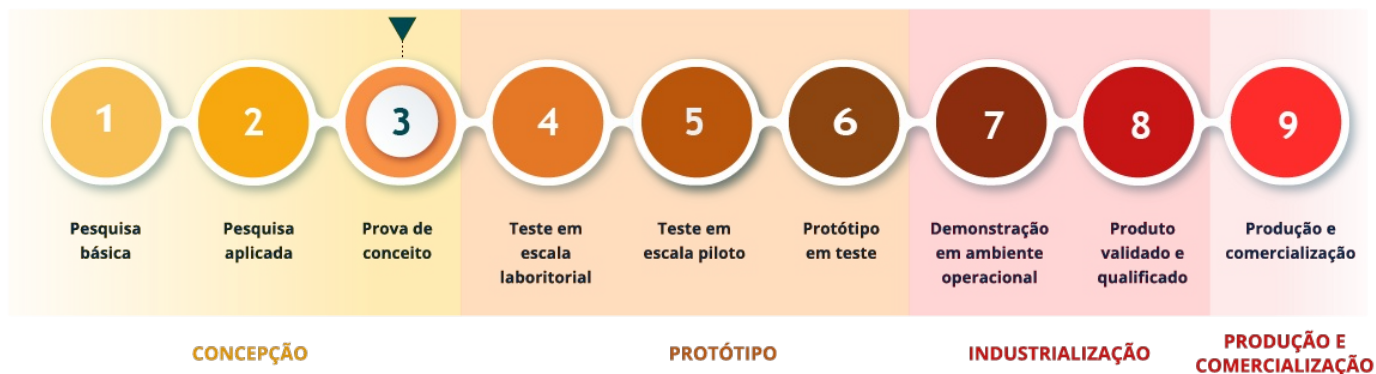 1
2
3
4
5
6
7
8
9
Pesquisa
básica
Pesquisa
aplicada
Prova de
conceito
Teste em
escala
laboritorial
Teste em
escala piloto
Protótipo
em teste
Demonstração
em ambiente
operacional
Produto
validado e
qualificado
Produção e
comercialização
CONCEPÇÃO
PROTÓTIPO
INDUSTRIALIZAÇÃO
PRODUÇÃO E
COMERCIALIZAÇÃO